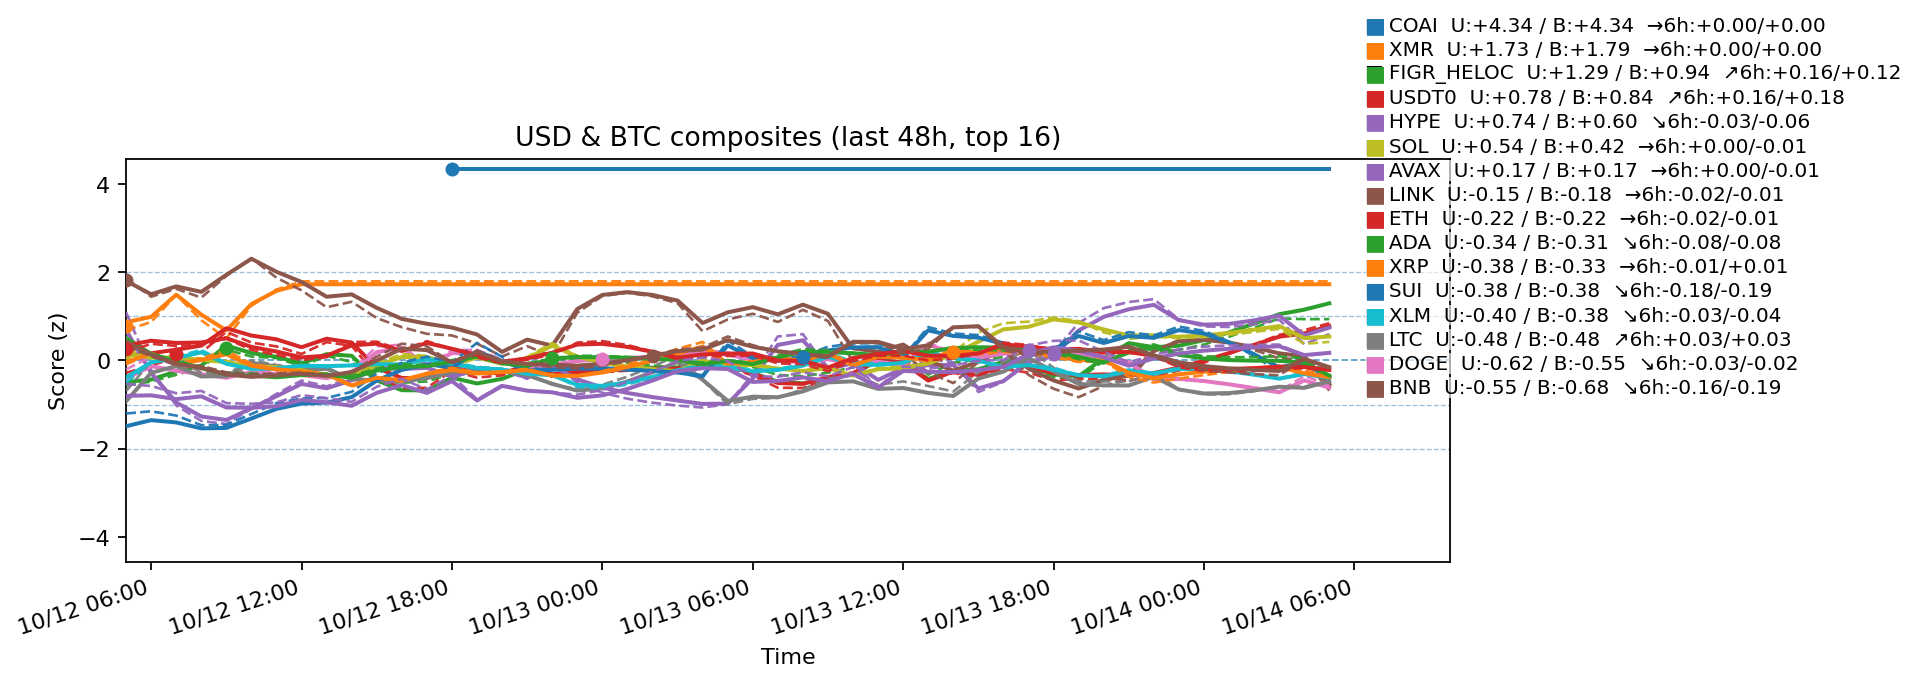 COAI  U:+4.34 / B:+4.34  →6h:+0.00/+0.00
XMR  U:+1.73 / B:+1.79  →6h:+0.00/+0.00
FIGR_HELOC  U:+1.29 / B:+0.94  ↗6h:+0.16/+0.12
USDT0  U:+0.78 / B:+0.84  ↗6h:+0.16/+0.18
HYPE  U:+0.74 / B:+0.60  ↘6h:-0.03/-0.06
SOL  U:+0.54 / B:+0.42  →6h:+0.00/-0.01
AVAX  U:+0.17 / B:+0.17  →6h:+0.00/-0.01
LINK  U:-0.15 / B:-0.18  →6h:-0.02/-0.01
ETH  U:-0.22 / B:-0.22  →6h:-0.02/-0.01
ADA  U:-0.34 / B:-0.31  ↘6h:-0.08/-0.08
XRP  U:-0.38 / B:-0.33  →6h:-0.01/+0.01
SUI  U:-0.38 / B:-0.38  ↘6h:-0.18/-0.19
XLM  U:-0.40 / B:-0.38  ↘6h:-0.03/-0.04
LTC  U:-0.48 / B:-0.48  ↗6h:+0.03/+0.03
DOGE  U:-0.62 / B:-0.55  ↘6h:-0.03/-0.02
BNB  U:-0.55 / B:-0.68  ↘6h:-0.16/-0.19
USD & BTC composites (last 48h, top 16)
Score (z)
4
2
0
−2
−4
10/12 06:00
10/12 12:00
10/12 18:00
10/13 00:00
10/13 06:00
10/13 12:00
10/13 18:00
10/14 00:00
10/14 06:00
Time